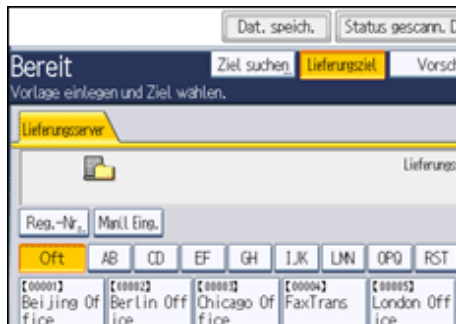 Dat. speich. Status gescann. D
Bereit Ziel suchen Lieferungsziel Vorsch
Vorlage einlegen und Ziel wählen.
Lieferungsserver
Lieferungs
Reg.-Nr. Man.l Eing.
Oft AB CD EF GH IJK LMN OPQ RST
[00001] [00002] [00003] [00004] [00005]
Beijing Of Berlin Off Chicago Of FaxTrans London Off
fice ice fice ice